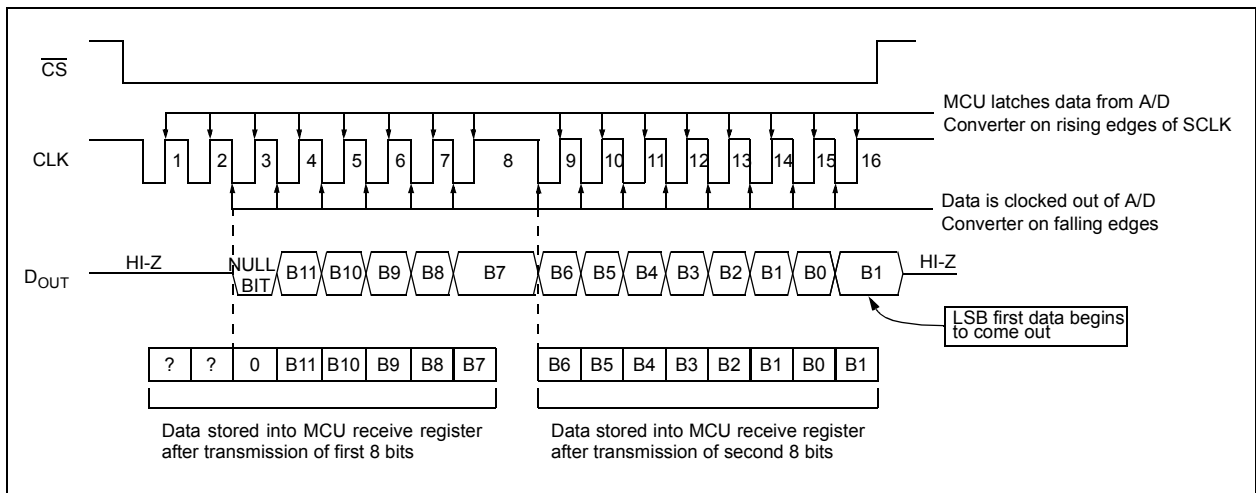 CS
MCU latches data from A/D
Converter on rising edges of SCLK
CLK
1 2 3 4 5 6 7 8 9 10 11 12 13 14 15 16
Data is clocked out of A/D
Converter on falling edges
HI-Z
HI-Z
DOUT
NULL
BIT
B11 B10 B9 B8 B7 B6 B5 B4 B3 B2 B1 B0 B1
LSB first data begins
to come out
? ? 0 B11 B10 B9 B8 B7
B6 B5 B4 B3 B2 B1 B0 B1
Data stored into MCU receive register
after transmission of first 8 bits
Data stored into MCU receive register
after transmission of second 8 bits